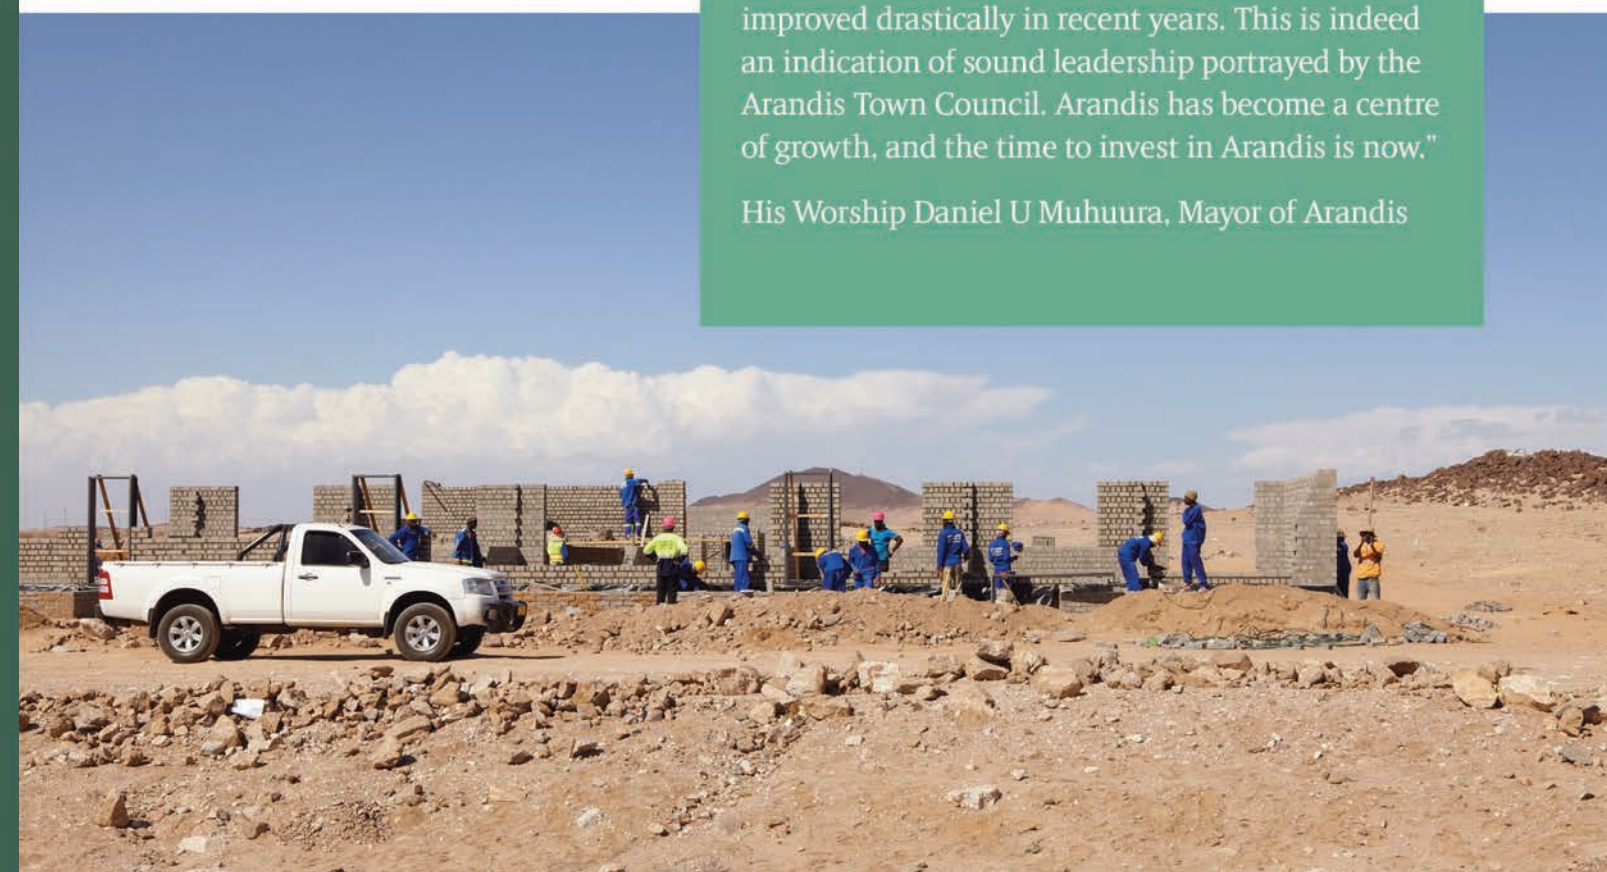 improved drastically in recent years. This is indeed
an indication of sound leadership portrayed by the
Arandis Town Council. Arandis has become a centre
of growth, and the time to invest in Arandis is now."
His Worship Daniel U Muhuura, Mayor of Arandis